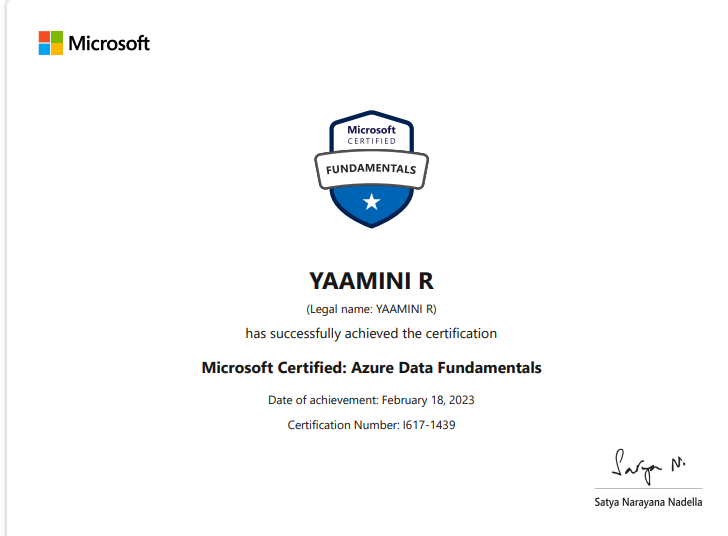 Microsoft
Microsoft
CERTIFIED
FUNDAMENTALS
YAAMINI R
(Legal name: YAAMINI R)
has successfully achieved the certification
Microsoft Certified: Azure Data Fundamentals
Date of achievement: February 18, 2023
Certification Number: I617-1439
Satya N.
Satya Narayana Nadella